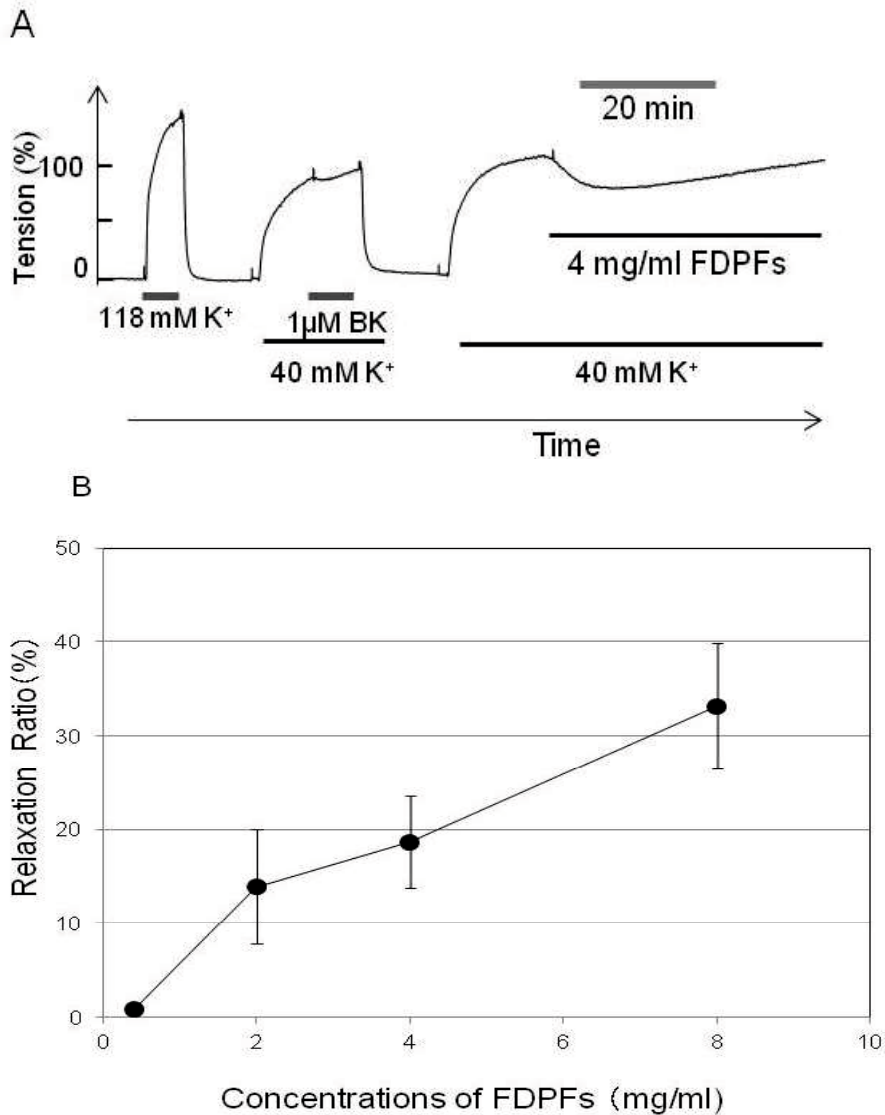 A
Tension (%)
100
0
20 min
4 mg/ml FDPFs
118 mM K⁺
1μM BK
40 mM K⁺
40 mM K⁺
Time
B
Relaxation Ratio(%)
50
40
30
20
10
0
0 2 4 6 8 10
Concentrations of FDPFs (mg/ml)